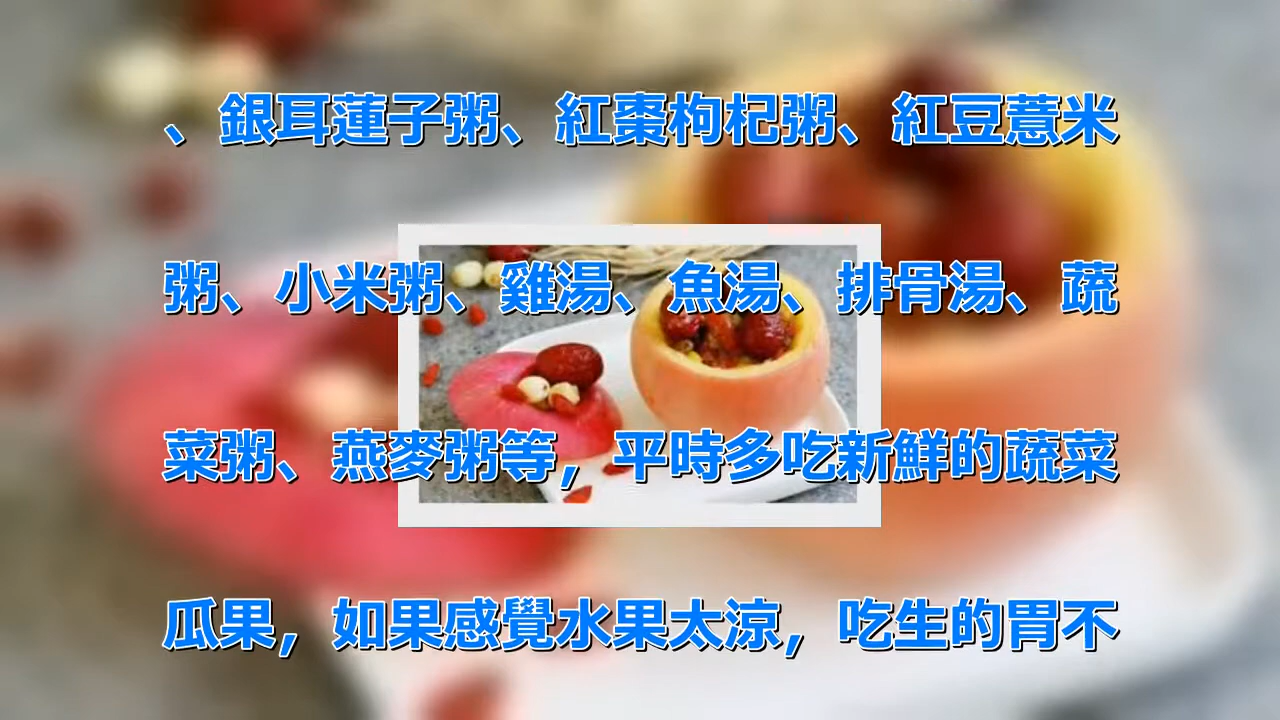 、銀耳蓮子粥、紅棗枸杞粥、紅豆薏米
粥、小米粥、雞湯、魚湯、排骨湯、蔬
菜粥、燕麥粥等，平時多吃新鮮的蔬菜
瓜果，如果感覺水果太涼，吃生的胃不